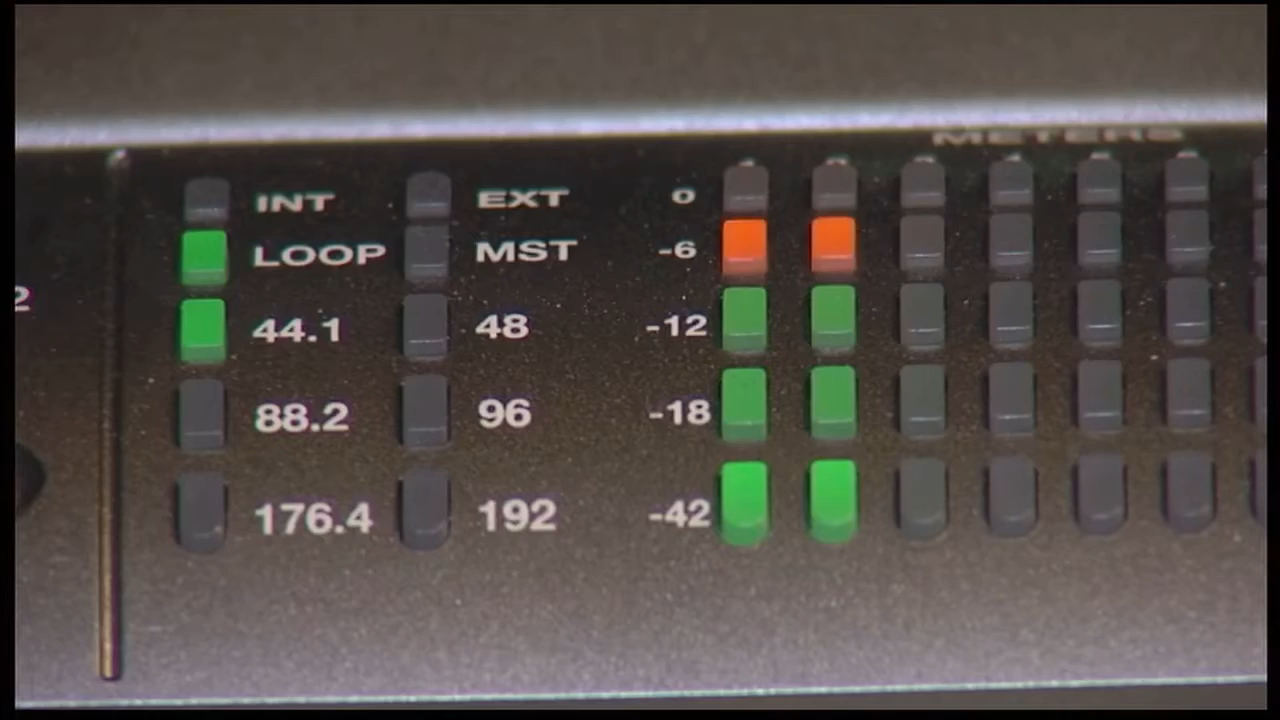 METERS
INT EXT 0
LOOP MST -6
2
44.1 48 -12
88.2 96 -18
176.4 192 -42